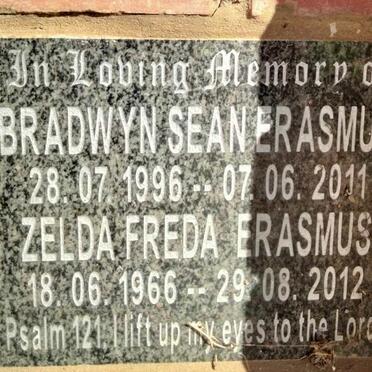 In Loving Memory o
BRADWYN SEAN ERASMU
28. 07. 1996 -- 07. 06. 2011
ZELDA FREDA ERASMUS
18. 06. 1966 -- 29. 08. 2012
Psalm 121. I lift up my eyes to the Lord